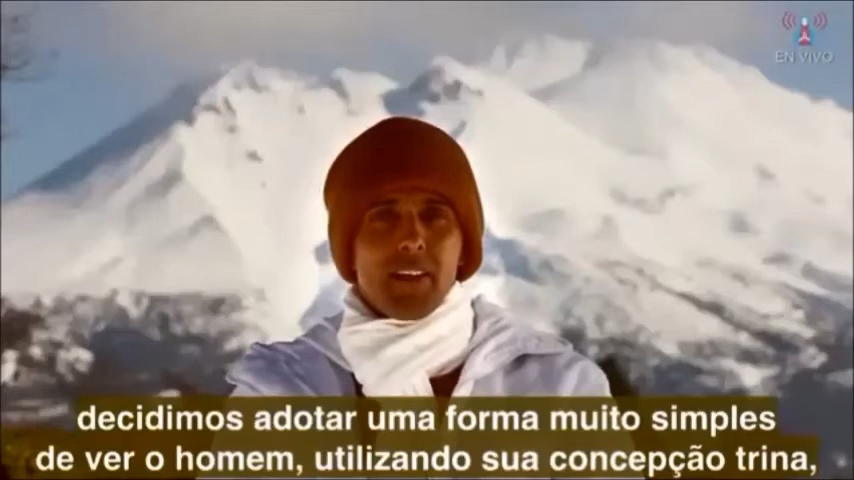 EN VIVO
decidimos adotar uma forma muito simples
de ver o homem, utilizando sua concepção trina,